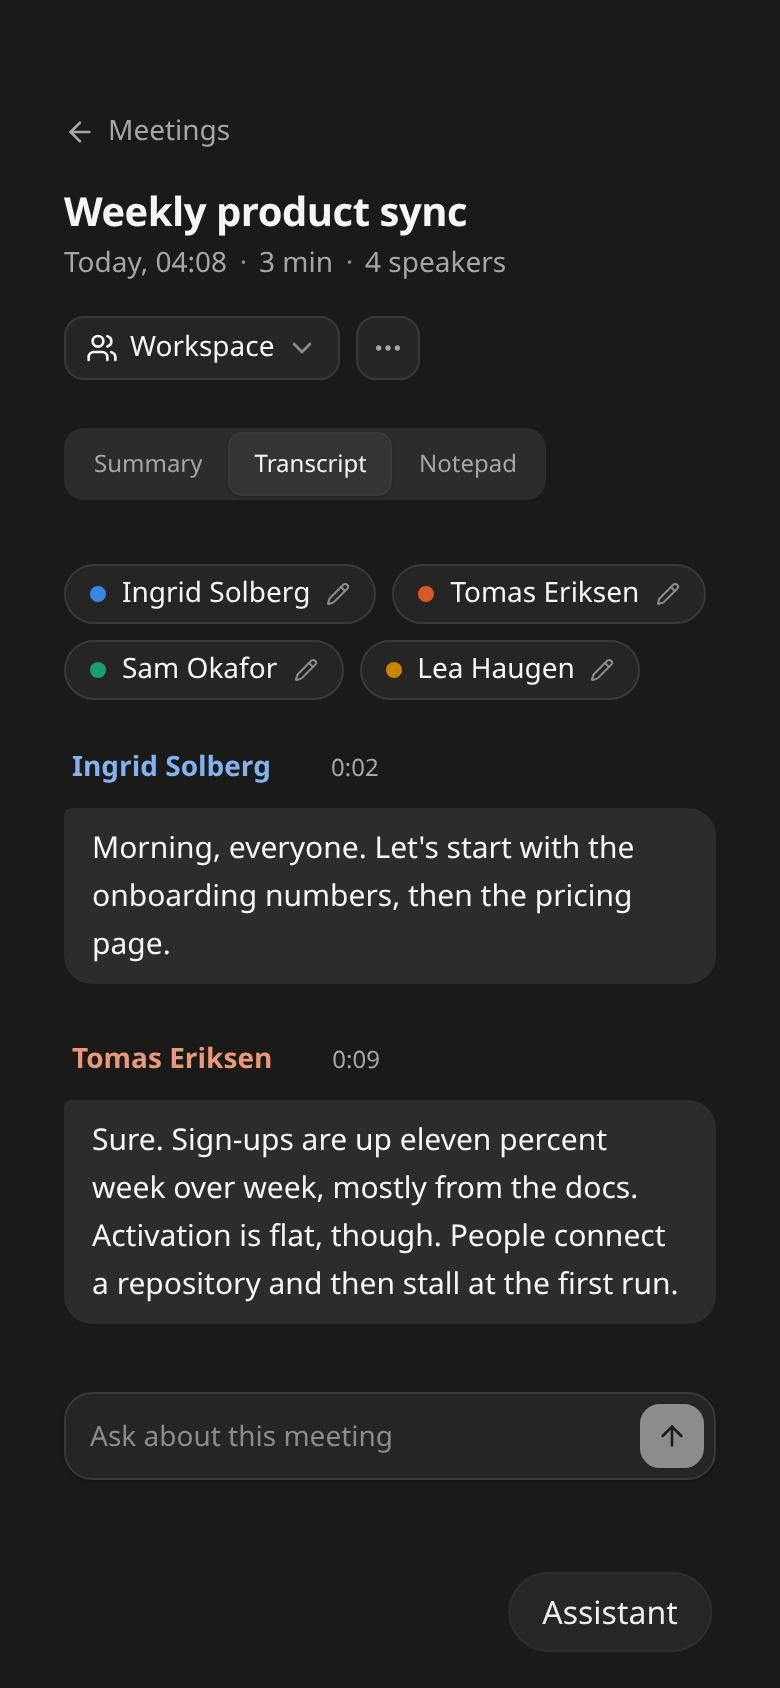 Meetings
Weekly product sync
Today, 04:08 · 3 min · 4 speakers
Workspace
Summary Transcript Notepad
Ingrid Solberg Tomas Eriksen
Sam Okafor Lea Haugen
Ingrid Solberg 0:02
Morning, everyone. Let's start with the
onboarding numbers, then the pricing
page.
Tomas Eriksen 0:09
Sure. Sign-ups are up eleven percent
week over week, mostly from the docs.
Activation is flat, though. People connect
a repository and then stall at the first run.
Ask about this meeting
Assistant